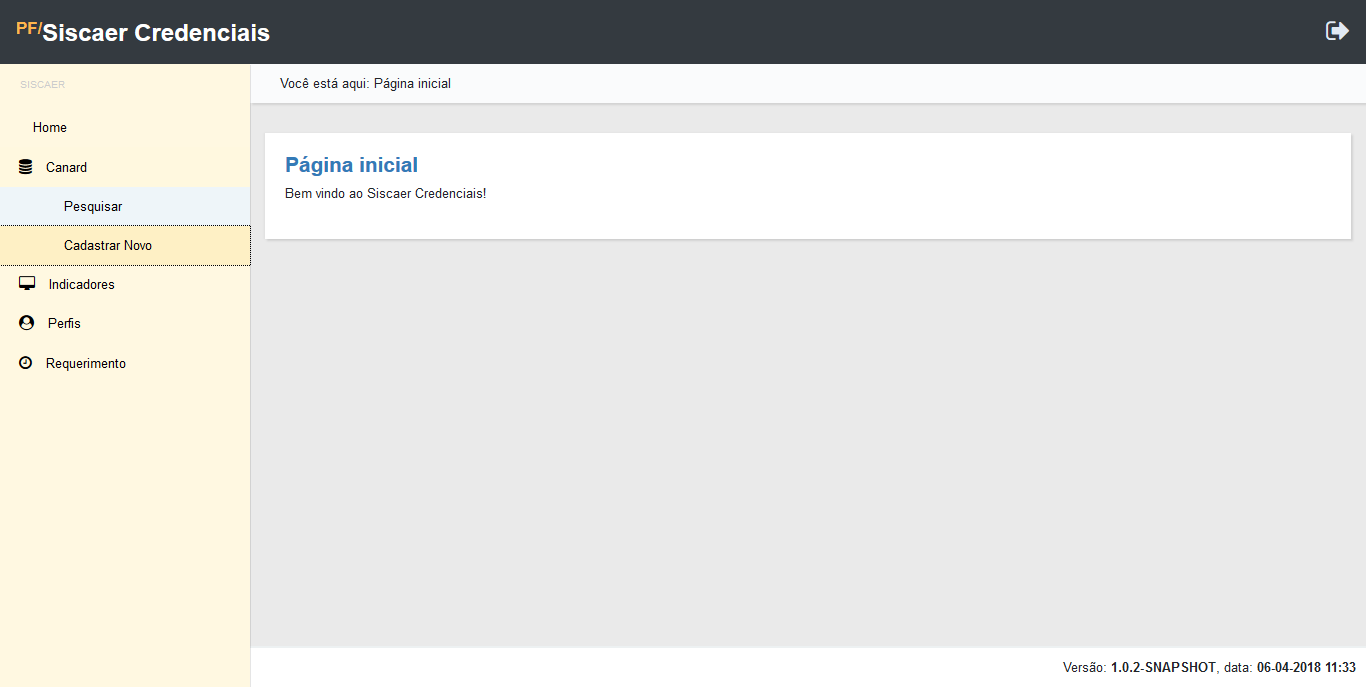 PF/Siscaer Credenciais
SISCAER
Você está aqui: Página inicial
Home
Canard
Pesquisar
Cadastrar Novo
Indicadores
Perfis
Requerimento
Página inicial
Bem vindo ao Siscaer Credenciais!
Versão: 1.0.2-SNAPSHOT, data: 06-04-2018 11:33